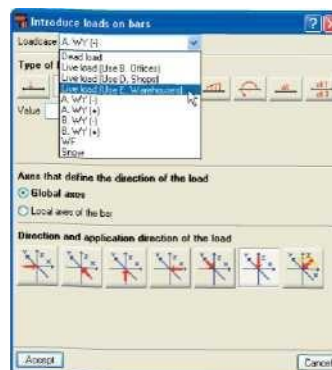 Introduce loads on bars
Loadcase A. WY (-)
Dead load
Live load (Use B. Offices)
Live load (Use D. Shops)
Live load (Use E. Warehouses)
A. WY (-)
A. WY (+)
B. WY (-)
B. WY (+)
WF
Snow
Type of
Value
Axes that define the direction of the load
Global axes
Local axes of the bar
Direction and application direction of the load
Accept Cancel